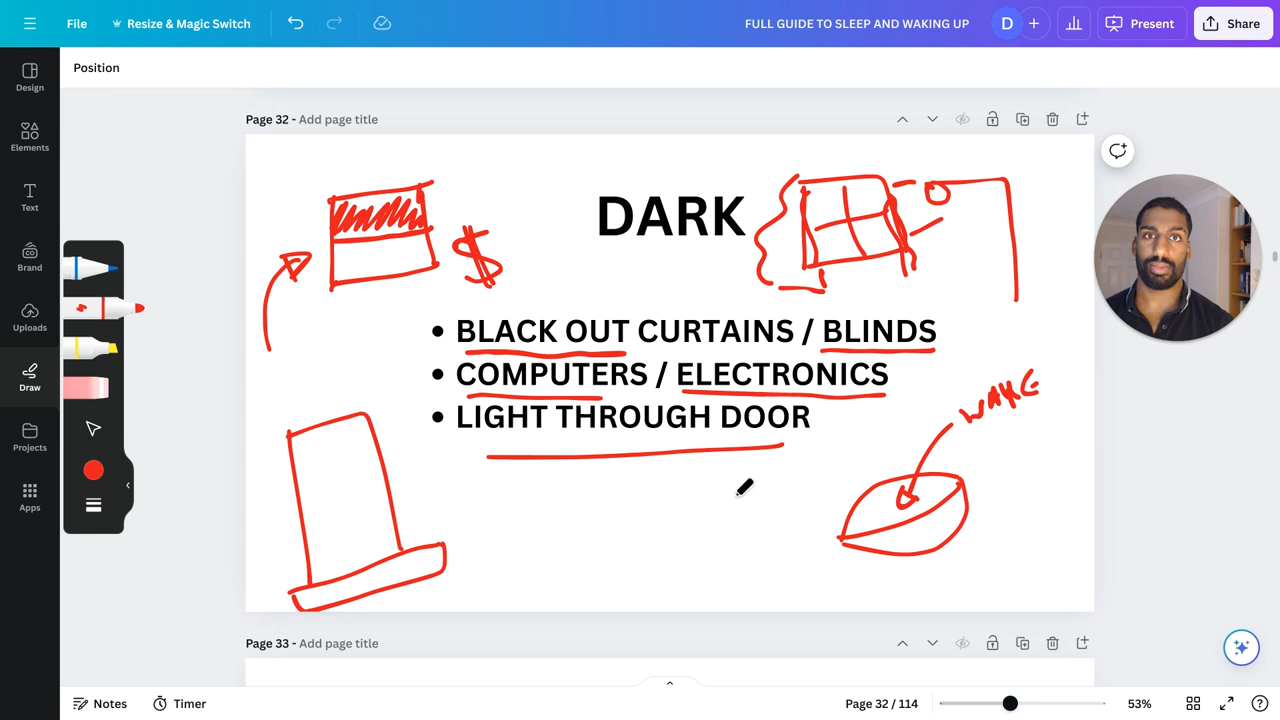 File
Resize & Magic Switch
FULL GUIDE TO SLEEP AND WAKING UP
D
Present
Share
Position
Design
Elements
Text
Brand
Uploads
Draw
Projects
Apps
Page 32 - Add page title
DARK
$
• BLACK OUT CURTAINS / BLINDS
• COMPUTERS / ELECTRONICS
• LIGHT THROUGH DOOR
WAKE
Page 33 - Add page title
Notes
Timer
Page 32 / 114
53%